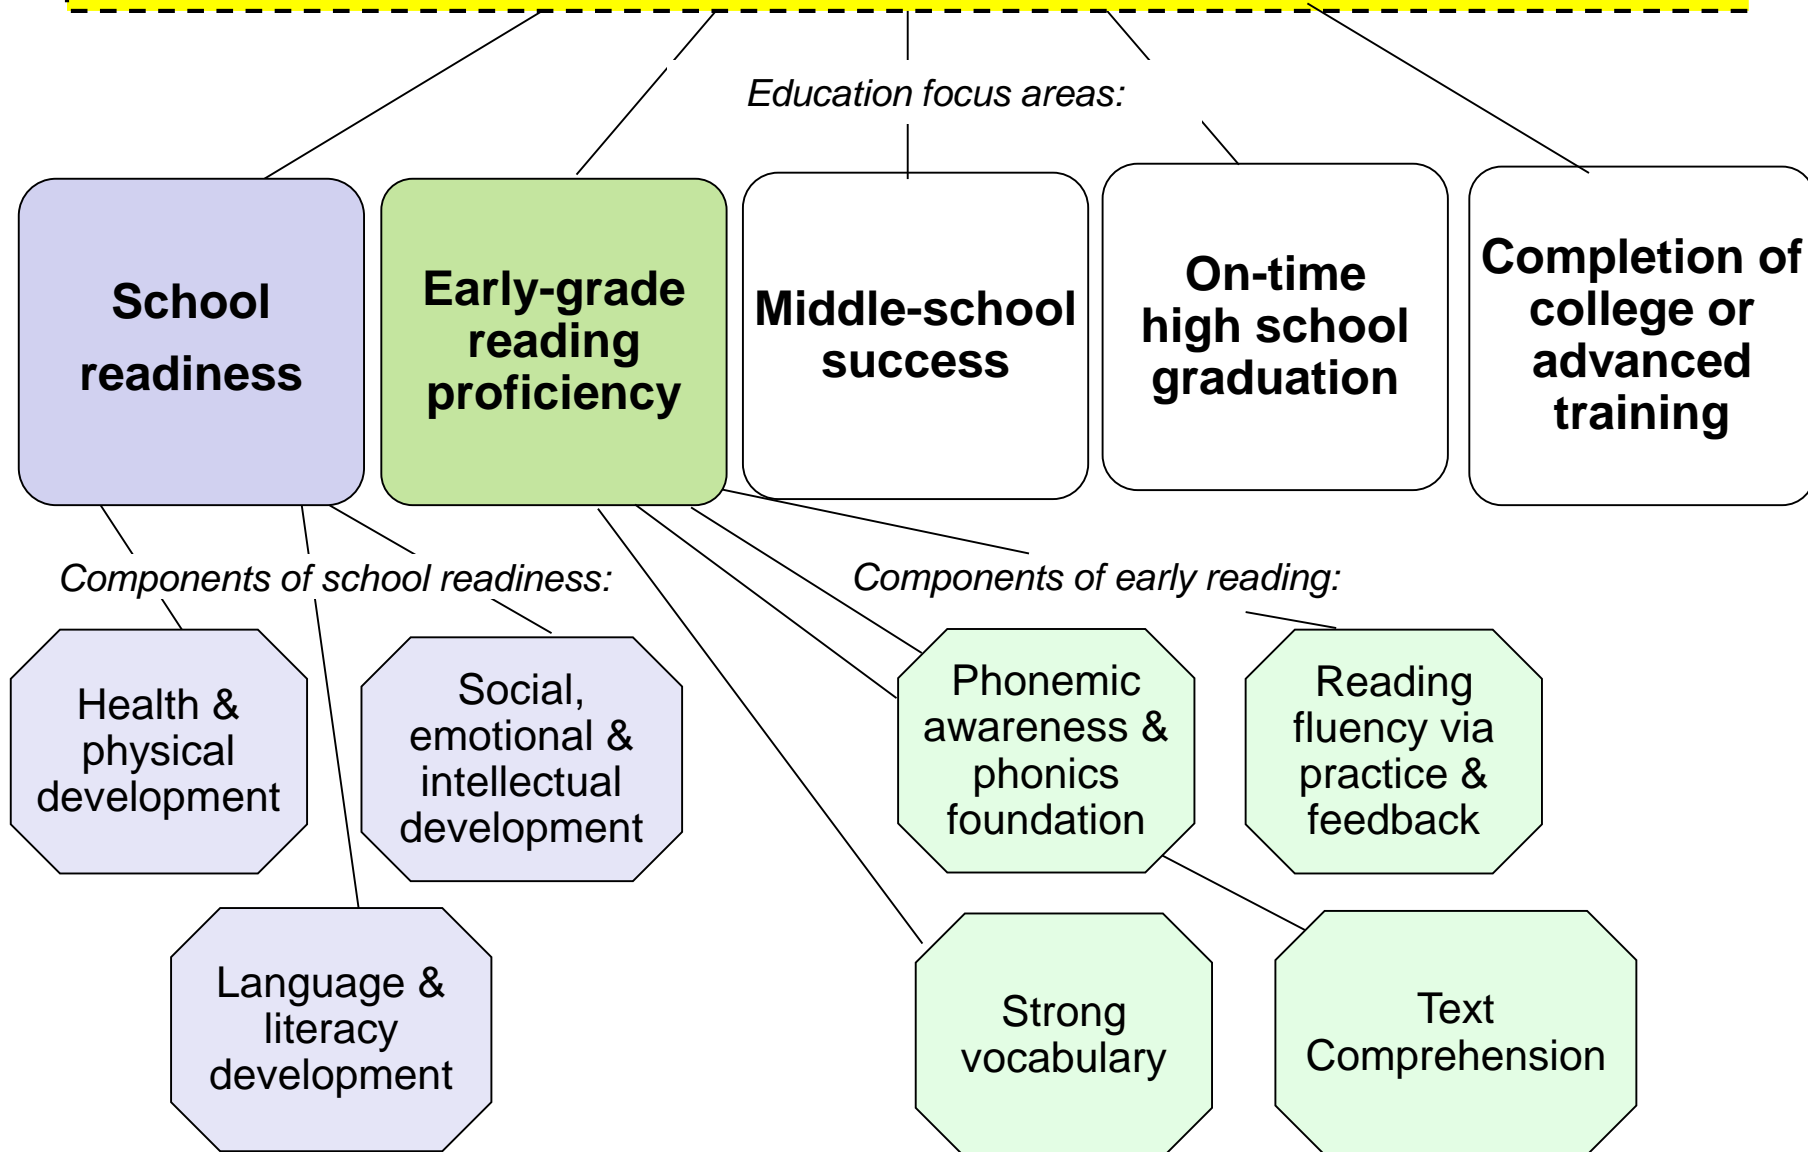 Education focus areas:
School
readiness
Early-grade
reading
proficiency
Middle-school
success
On-time
high school
graduation
Completion of
college or
advanced
training
Components of school readiness:
Components of early reading:
Health &
physical
development
Social,
emotional &
intellectual
development
Phonemic
awareness &
phonics
foundation
Reading
fluency via
practice &
feedback
Language &
literacy
development
Strong
vocabulary
Text
Comprehension